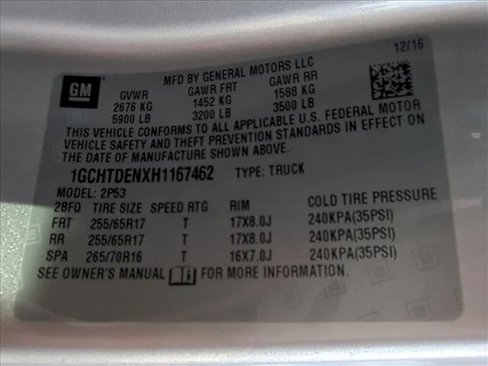 12/16
MFD BY GENERAL MOTORS LLC
GM
GVWR GAWR FRT GAWR RR
2676 KG 1452 KG 1588 KG
5900 LB 3200 LB 3500 LB
THIS VEHICLE CONFORMS TO ALL APPLICABLE U.S. FEDERAL MOTOR
VEHICLE SAFETY AND THEFT PREVENTION STANDARDS IN EFFECT ON
THE DATE OF MANUFACTURE SHOWN ABOVE.
1GCHTDENXH1167462 TYPE: TRUCK
MODEL: 2P53
2BFQ TIRE SIZE SPEED RTG RIM COLD TIRE PRESSURE
FRT 255/65R17 T 17X8.0J 240KPA(35PSI)
RR 255/65R17 T 17X8.0J 240KPA(35PSI)
SPA 265/70R16 T 16X7.0J 240KPA(35PSI)
SEE OWNER'S MANUAL FOR MORE INFORMATION.